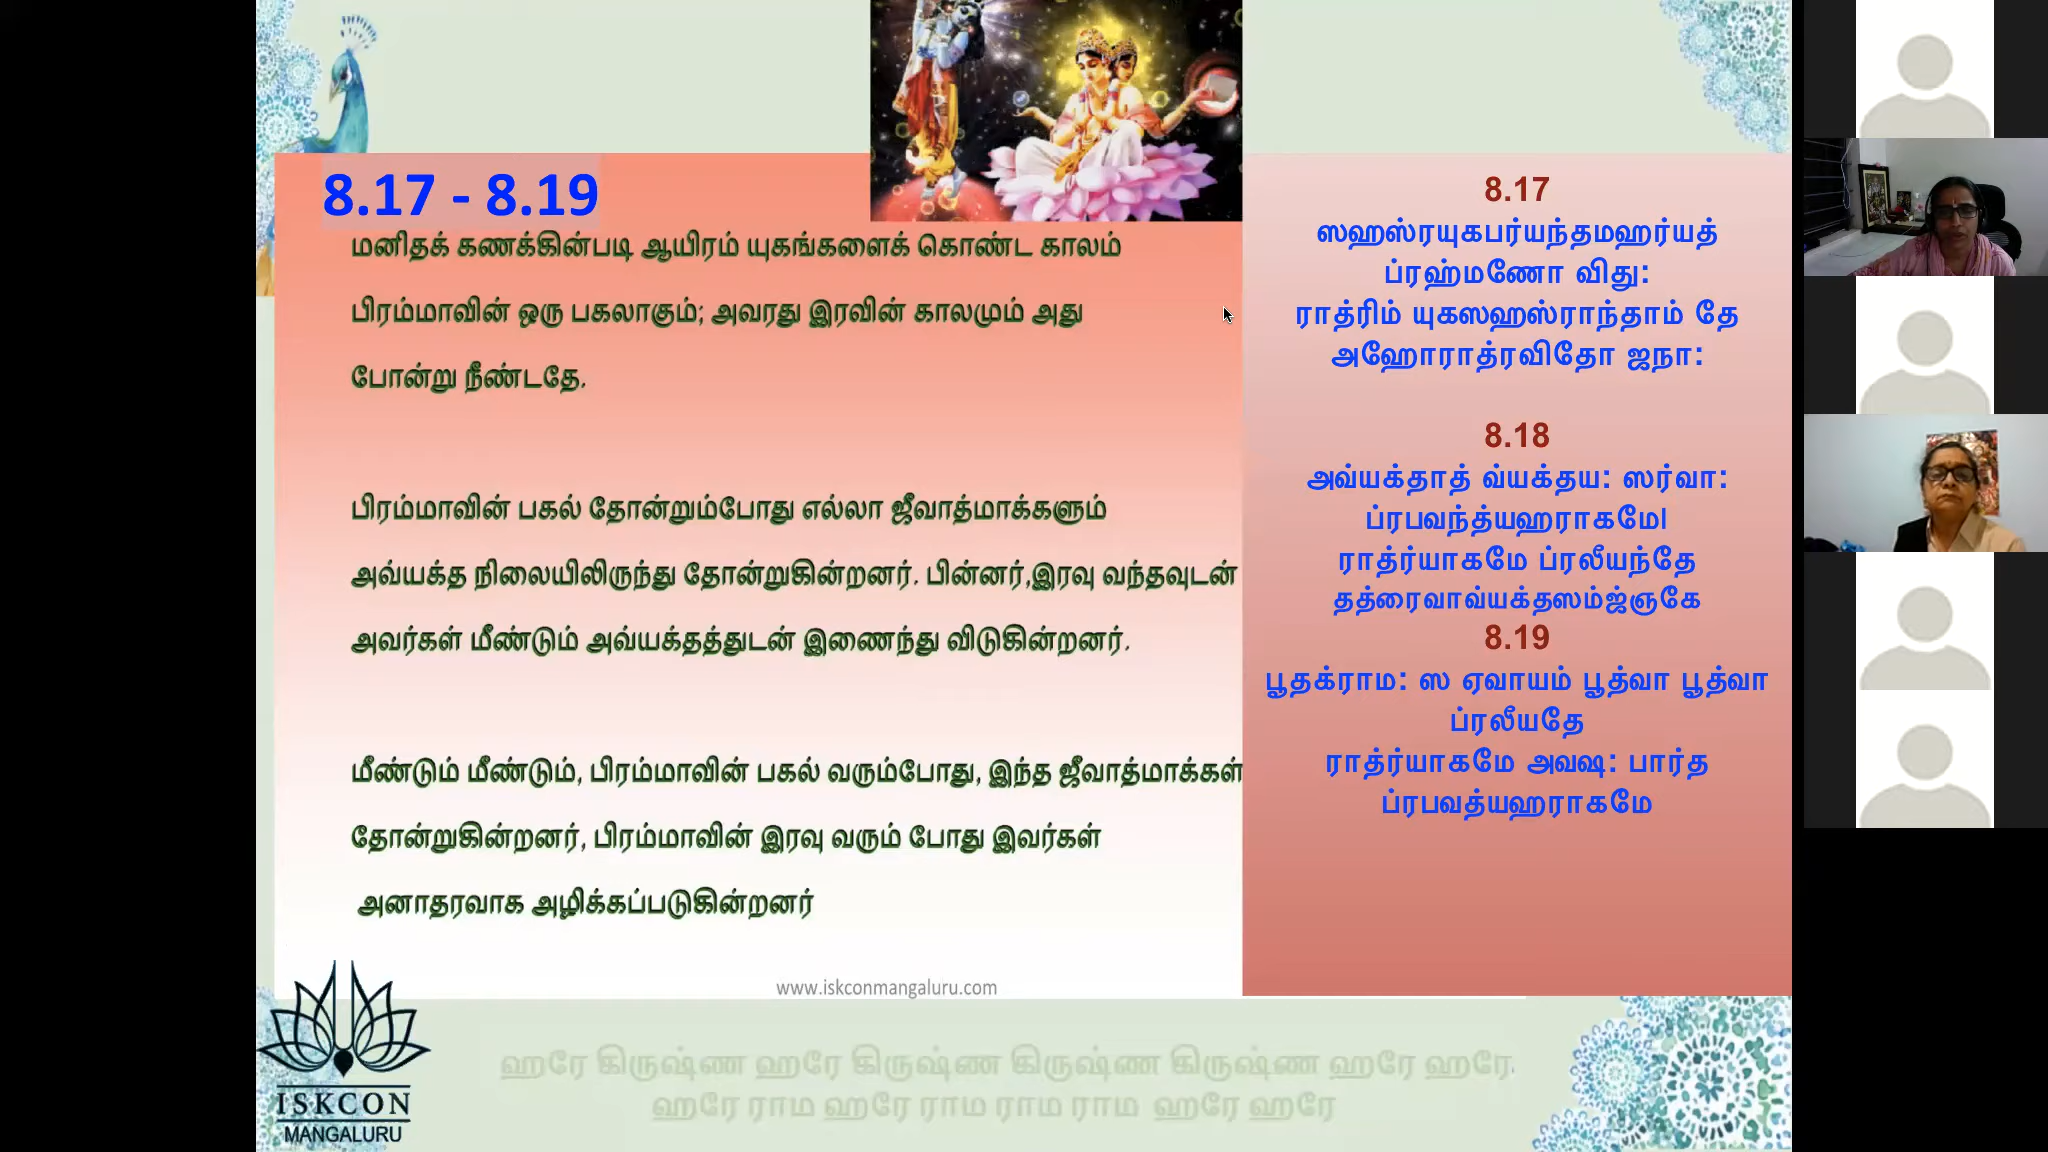 8.17 - 8.19
மனிதக் கணக்கின்படி ஆயிரம் யுகங்களைக் கொண்ட காலம்
பிரம்மாவின் ஒரு பகலாகும்; அவரது இரவின் காலமும் அது
போன்று நீண்டதே.
பிரம்மாவின் பகல் தோன்றும்போது எல்லா ஜீவாத்மாக்களும்
அவ்யக்த நிலையிலிருந்து தோன்றுகின்றனர். பின்னர்,இரவு வந்தவுடன்
அவர்கள் மீண்டும் அவ்யக்தத்துடன் இணைந்து விடுகின்றனர்.
மீண்டும் மீண்டும், பிரம்மாவின் பகல் வரும்போது, இந்த ஜீவாத்மாக்கள்
தோன்றுகின்றனர், பிரம்மாவின் இரவு வரும் போது இவர்கள்
அனாதரவாக அழிக்கப்படுகின்றனர்
www.iskconmangaluru.com
8.17
ஸஹஸ்ரயுகபர்யந்தமஹர்யத்
ப்ரஹ்மணோ விது:
ராத்ரிம் யுகஸஹஸ்ராந்தாம் தே
அஹோராத்ரவிதோ ஜநா:
8.18
அவ்யக்தாத் வ்யக்தய: ஸர்வா:
ப்ரபவந்த்யஹராகமே।
ராத்ர்யாகமே ப்ரலீயந்தே
தத்ரைவாவ்யக்தஸம்ஜ்ஞகே
8.19
பூதக்ராம: ஸ ஏவாயம் பூத்வா பூத்வா
ப்ரலீயதே
ராத்ர்யாகமே அவஷ: பார்த
ப்ரபவத்யஹராகமே
ISKCON
MANGALURU
ஹரே கிருஷ்ண ஹரே கிருஷ்ண கிருஷ்ண கிருஷ்ண ஹரே ஹரே
ஹரே ராம ஹரே ராம ராம ராம ஹரே ஹரே